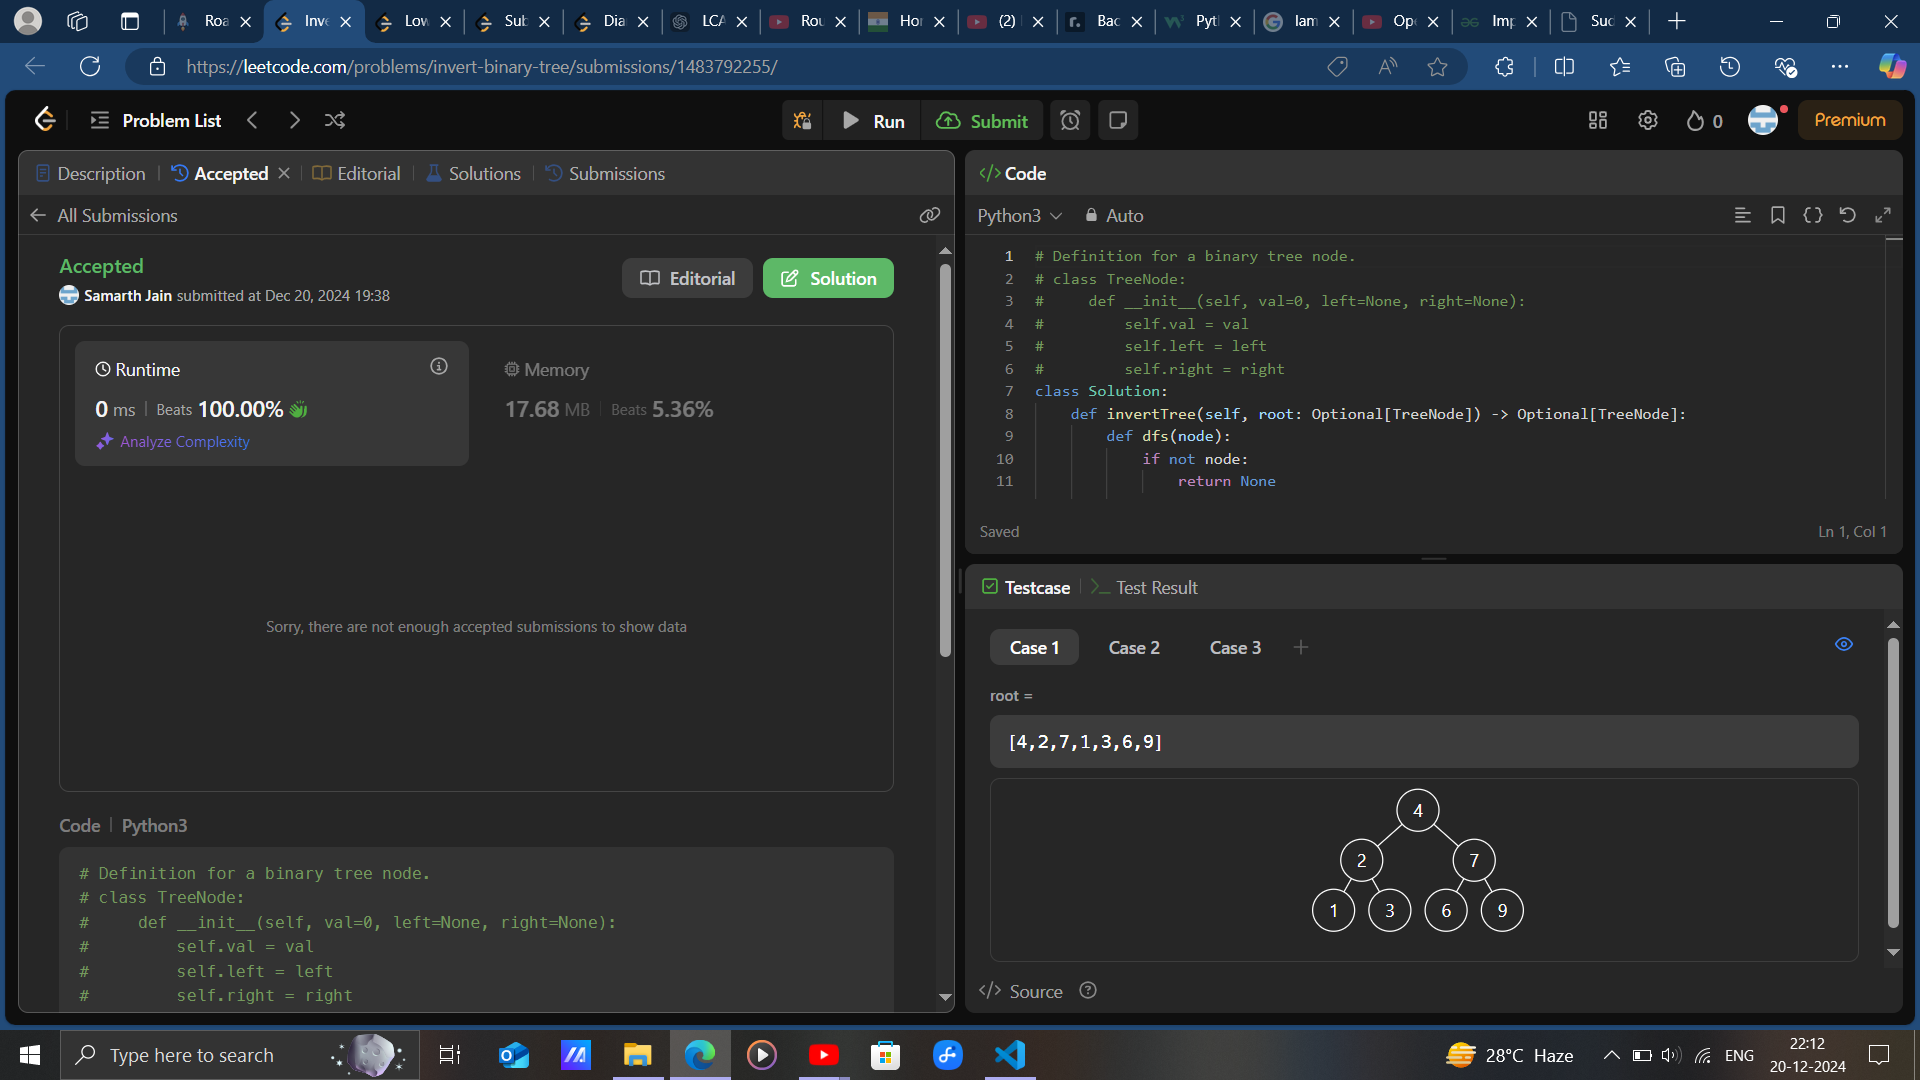 Roa
Inve
Low
Sub
Dia
LCA
Rou
Hor
(2)
Bac
Pytl
lam
Ope
Imp
Sud
https://leetcode.com/problems/invert-binary-tree/submissions/1483792255/
Problem List
Run
Submit
0
Premium
Description
Accepted
Editorial
Solutions
Submissions
All Submissions
Accepted
Samarth Jain submitted at Dec 20, 2024 19:38
Editorial
Solution
Runtime
0 ms
Beats 100.00%
Analyze Complexity
Memory
17.68 MB
Beats 5.36%
Sorry, there are not enough accepted submissions to show data
Code
Python3
# Definition for a binary tree node.
# class TreeNode:
#     def __init__(self, val=0, left=None, right=None):
#         self.val = val
#         self.left = left
#         self.right = right
Code
Python3
Auto
1 # Definition for a binary tree node.
2 # class TreeNode:
3 #     def __init__(self, val=0, left=None, right=None):
4 #         self.val = val
5 #         self.left = left
6 #         self.right = right
7 class Solution:
8     def invertTree(self, root: Optional[TreeNode]) -> Optional[TreeNode]:
9         def dfs(node):
10             if not node:
11                 return None
Saved
Ln 1, Col 1
Testcase
Test Result
Case 1
Case 2
Case 3
root =
[4,2,7,1,3,6,9]
4
2
7
1
3
6
9
Source
Type here to search
28°C Haze
ENG
22:12
20-12-2024